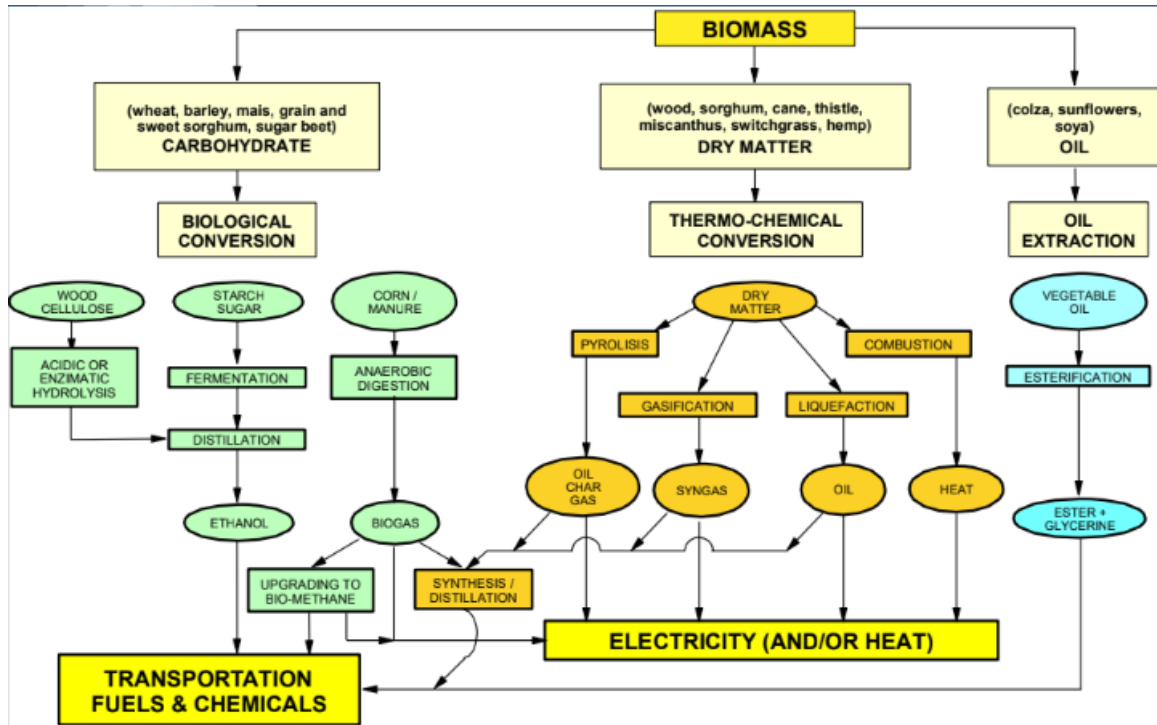 BIOMASS
(wheat, barley, mais, grain and
sweet sorghum, sugar beet)
CARBOHYDRATE
(wood, sorghum, cane, thistle,
miscanthus, switchgrass, hemp)
DRY MATTER
(colza, sunflowers,
soya)
OIL
BIOLOGICAL
CONVERSION
THERMO-CHEMICAL
CONVERSION
OIL
EXTRACTION
WOOD
CELLULOSE
STARCH
SUGAR
CORN /
MANURE
DRY
MATTER
VEGETABLE
OIL
PYROLISIS
COMBUSTION
ACIDIC OR
ENZIMATIC
HYDROLYSIS
FERMENTATION
ANAEROBIC
DIGESTION
ESTERIFICATION
GASIFICATION
LIQUEFACTION
DISTILLATION
OIL
CHAR
GAS
SYNGAS
OIL
HEAT
ETHANOL
BIOGAS
ESTER +
GLYCERINE
UPGRADING TO
BIO-METHANE
SYNTHESIS /
DISTILLATION
ELECTRICITY (AND/OR HEAT)
TRANSPORTATION
FUELS & CHEMICALS